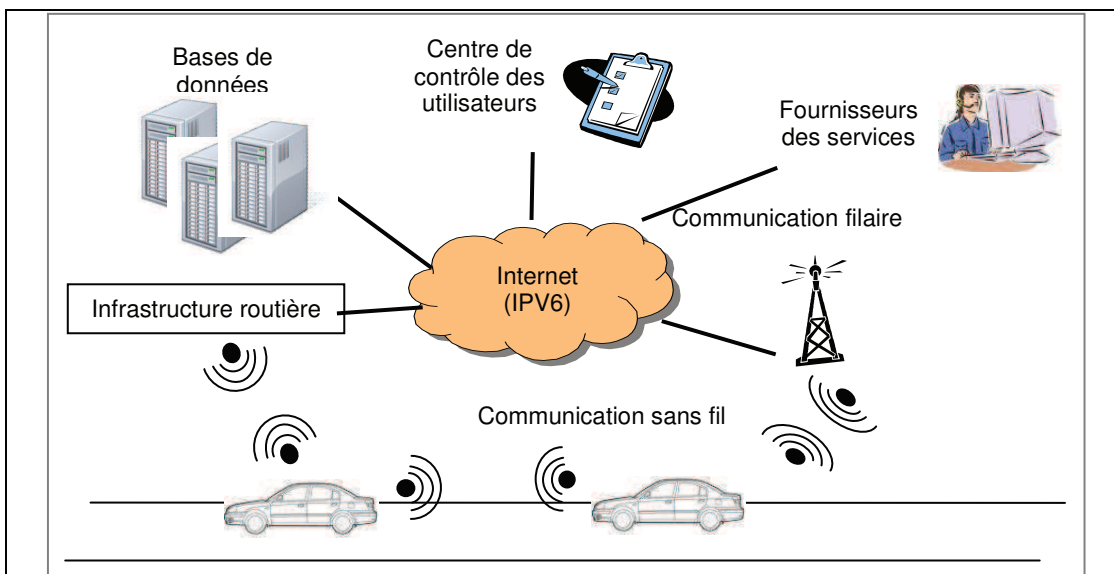 Bases de
données
Centre de
contrôle des
utilisateurs
Fournisseurs
des services
Communication filaire
Internet
(IPV6)
Infrastructure routière
Communication sans fil